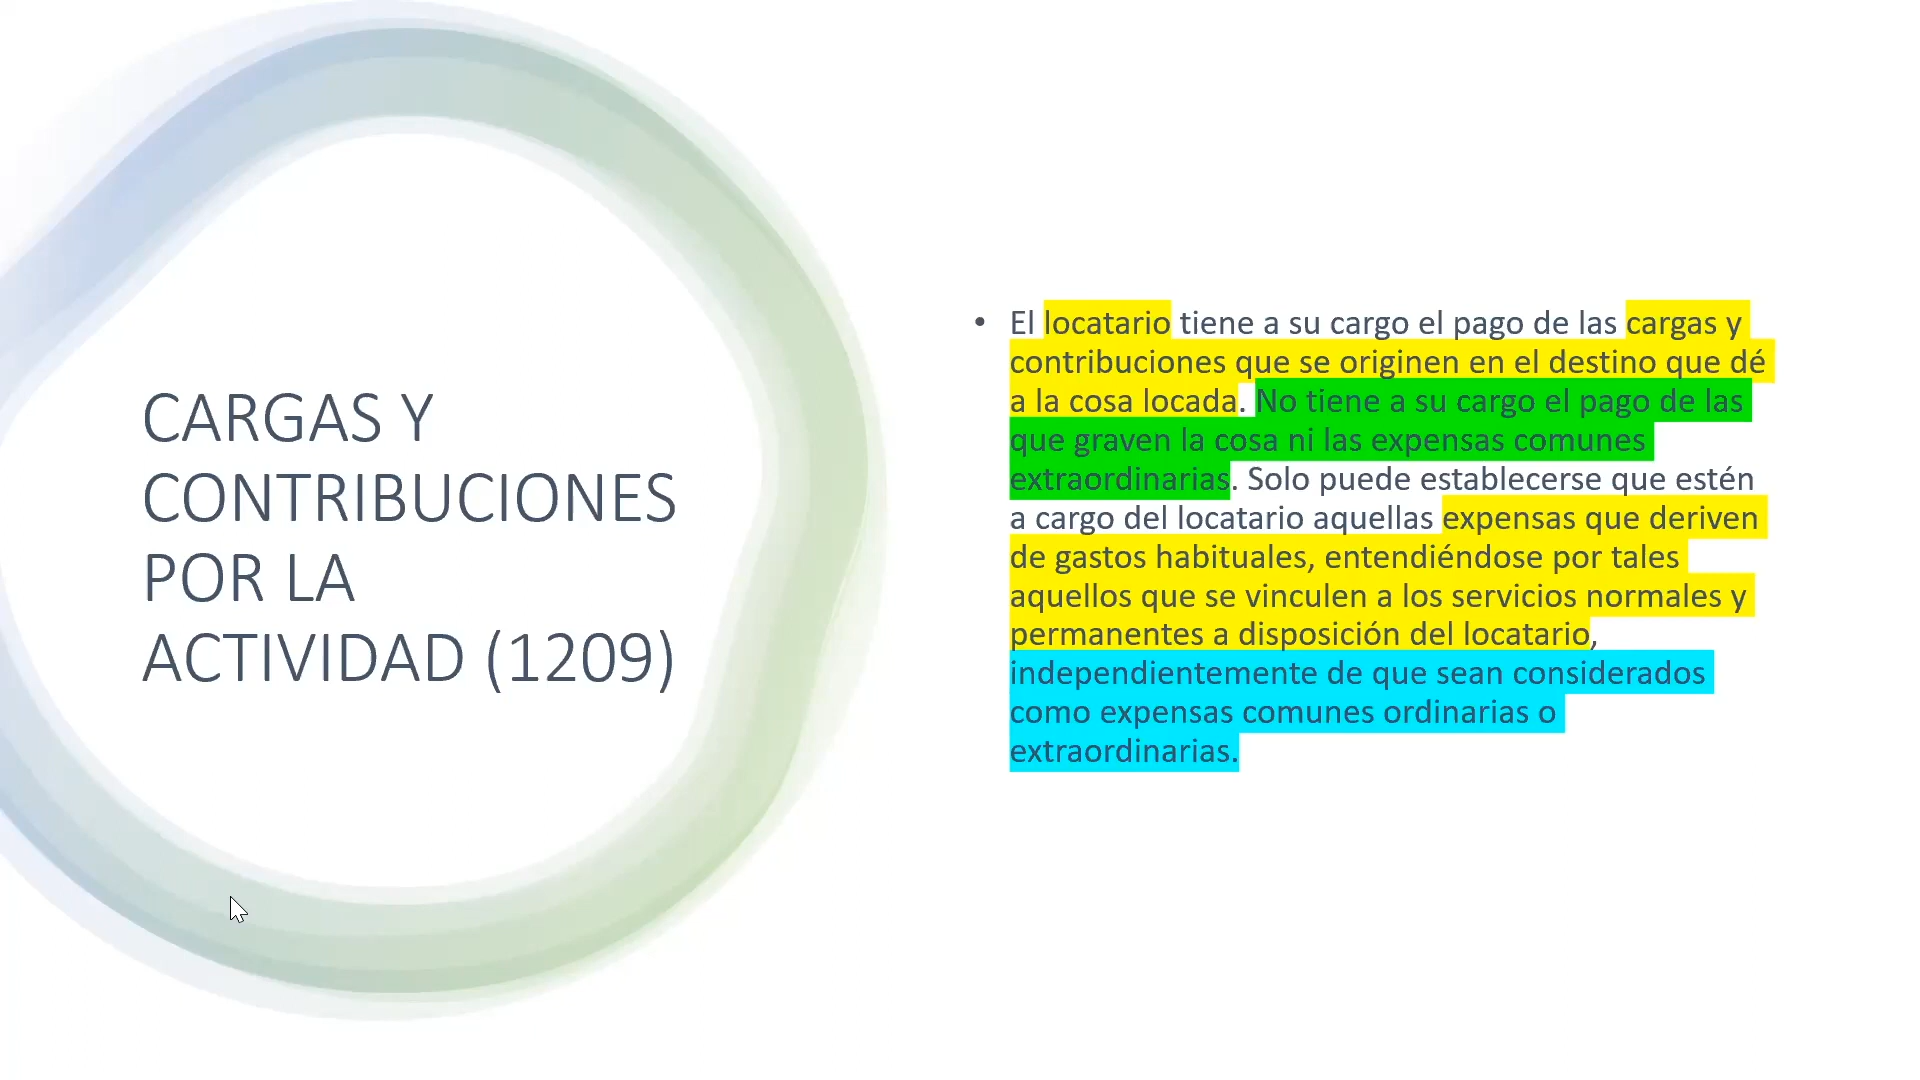 CARGAS Y
CONTRIBUCIONES
POR LA
ACTIVIDAD (1209)
• El locatario tiene a su cargo el pago de las cargas y
contribuciones que se originen en el destino que dé
a la cosa locada. No tiene a su cargo el pago de las
que graven la cosa ni las expensas comunes
extraordinarias. Solo puede establecerse que estén
a cargo del locatario aquellas expensas que deriven
de gastos habituales, entendiéndose por tales
aquellos que se vinculen a los servicios normales y
permanentes a disposición del locatario,
independientemente de que sean considerados
como expensas comunes ordinarias o
extraordinarias.